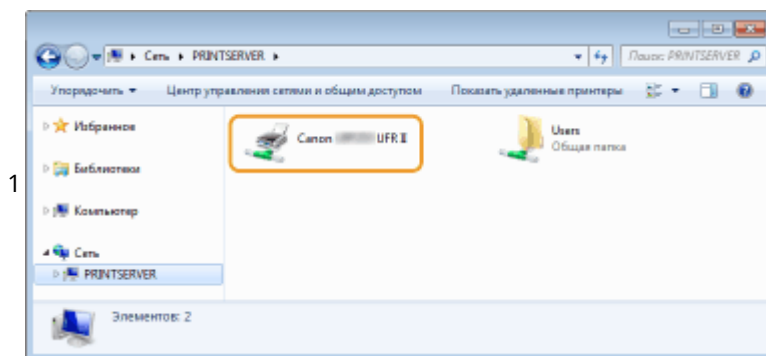 Сеть ▸ PRINTSERVER ▸
Поиск: PRINTSERVER
Упорядочить Центр управления сетями и общим доступом Показать удаленные принтеры
Избранное
Библиотеки
Компьютер
Сеть
PRINTSERVER
Canon UFR II
Users
Общая папка
1
Элементов: 2